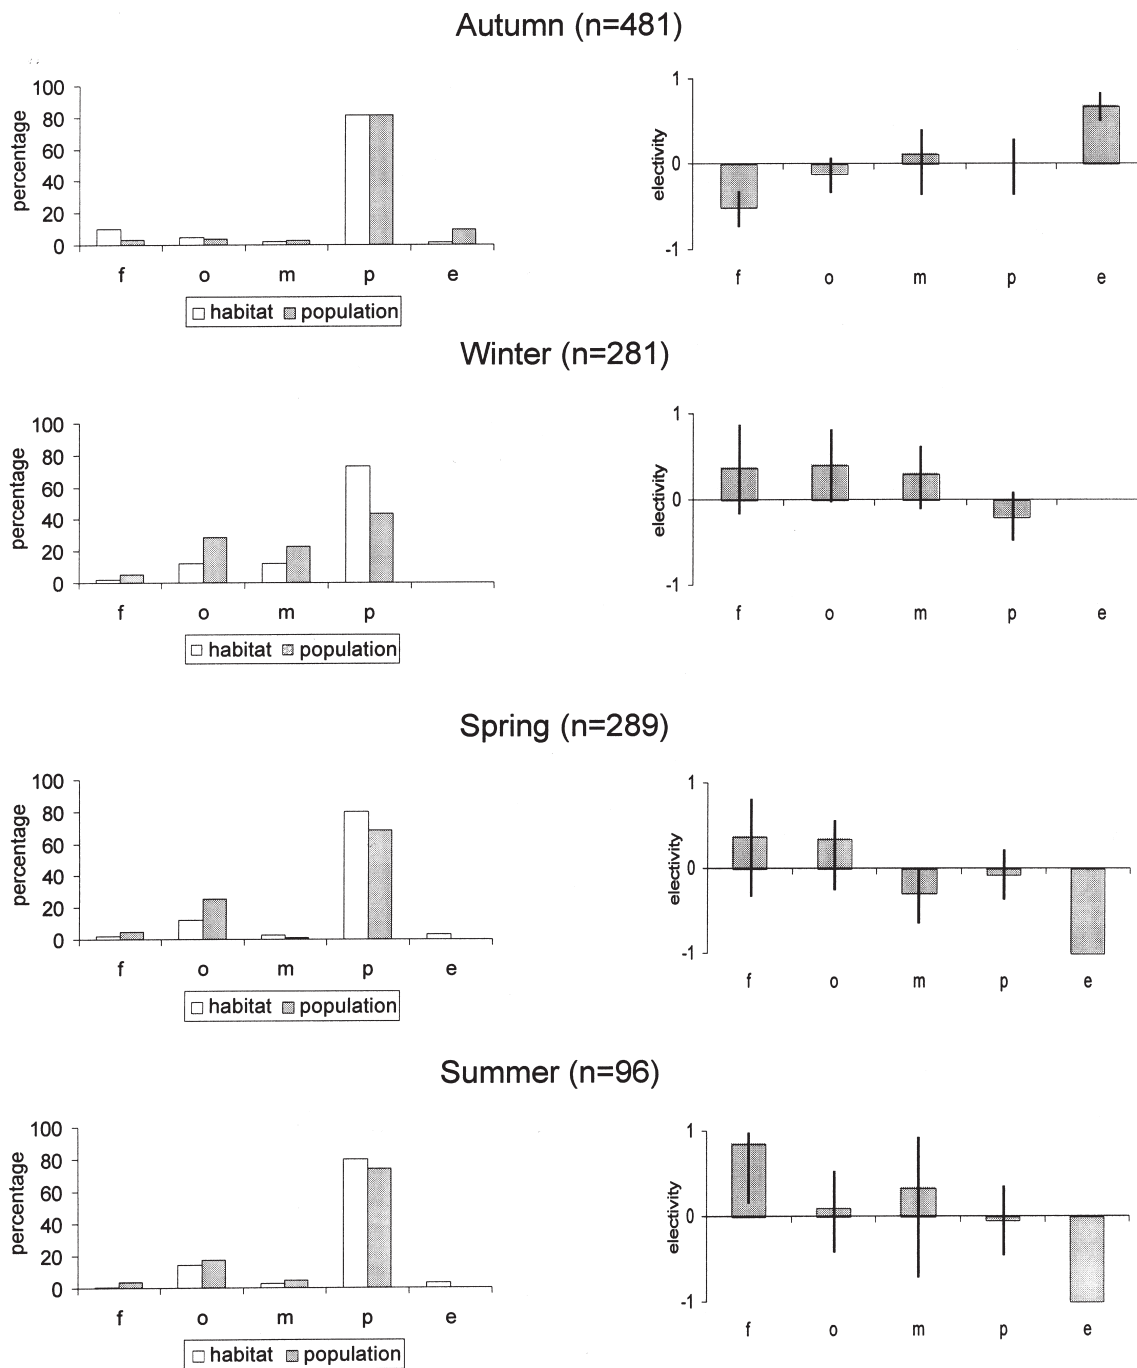 Autumn (n=481)
percentage
100
80
60
40
20
0
f o m p e
habitat population
electivity
1
0
-1
f o m p e
Winter (n=281)
percentage
100
80
60
40
20
0
f o m p
habitat population
electivity
1
0
-1
f o m p e
Spring (n=289)
percentage
100
80
60
40
20
0
f o m p e
habitat population
electivity
1
0
-1
f o m p e
Summer (n=96)
percentage
100
80
60
40
20
0
f o m p e
habitat population
electivity
1
0
-1
f o m p e